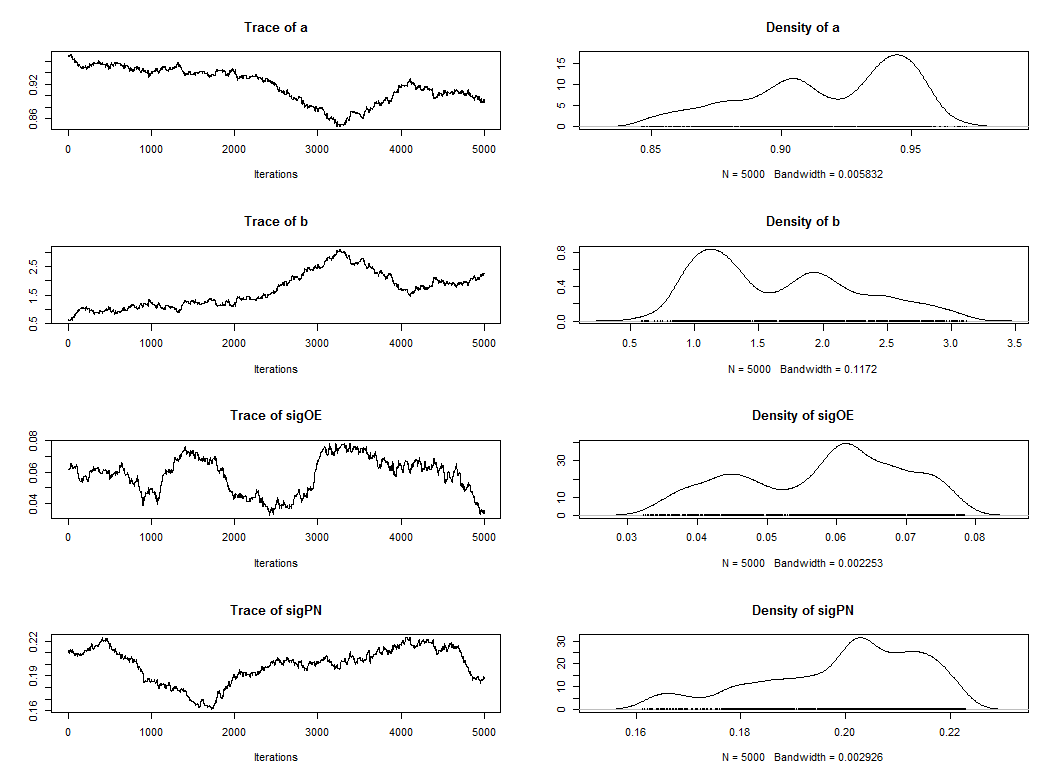 Trace of a
0.86 0.92
0 1000 2000 3000 4000 5000
Iterations
Density of a
0 5 10 15
0.85 0.90 0.95
N = 5000 Bandwidth = 0.005832
Trace of b
0.5 1.5 2.5
0 1000 2000 3000 4000 5000
Iterations
Density of b
0.0 0.4 0.8
0.5 1.0 1.5 2.0 2.5 3.0 3.5
N = 5000 Bandwidth = 0.1172
Trace of sigOE
0.04 0.06 0.08
0 1000 2000 3000 4000 5000
Iterations
Density of sigOE
0 10 30
0.03 0.04 0.05 0.06 0.07 0.08
N = 5000 Bandwidth = 0.002253
Trace of sigPN
0.16 0.19 0.22
0 1000 2000 3000 4000 5000
Iterations
Density of sigPN
0 10 20 30
0.16 0.18 0.20 0.22
N = 5000 Bandwidth = 0.002926